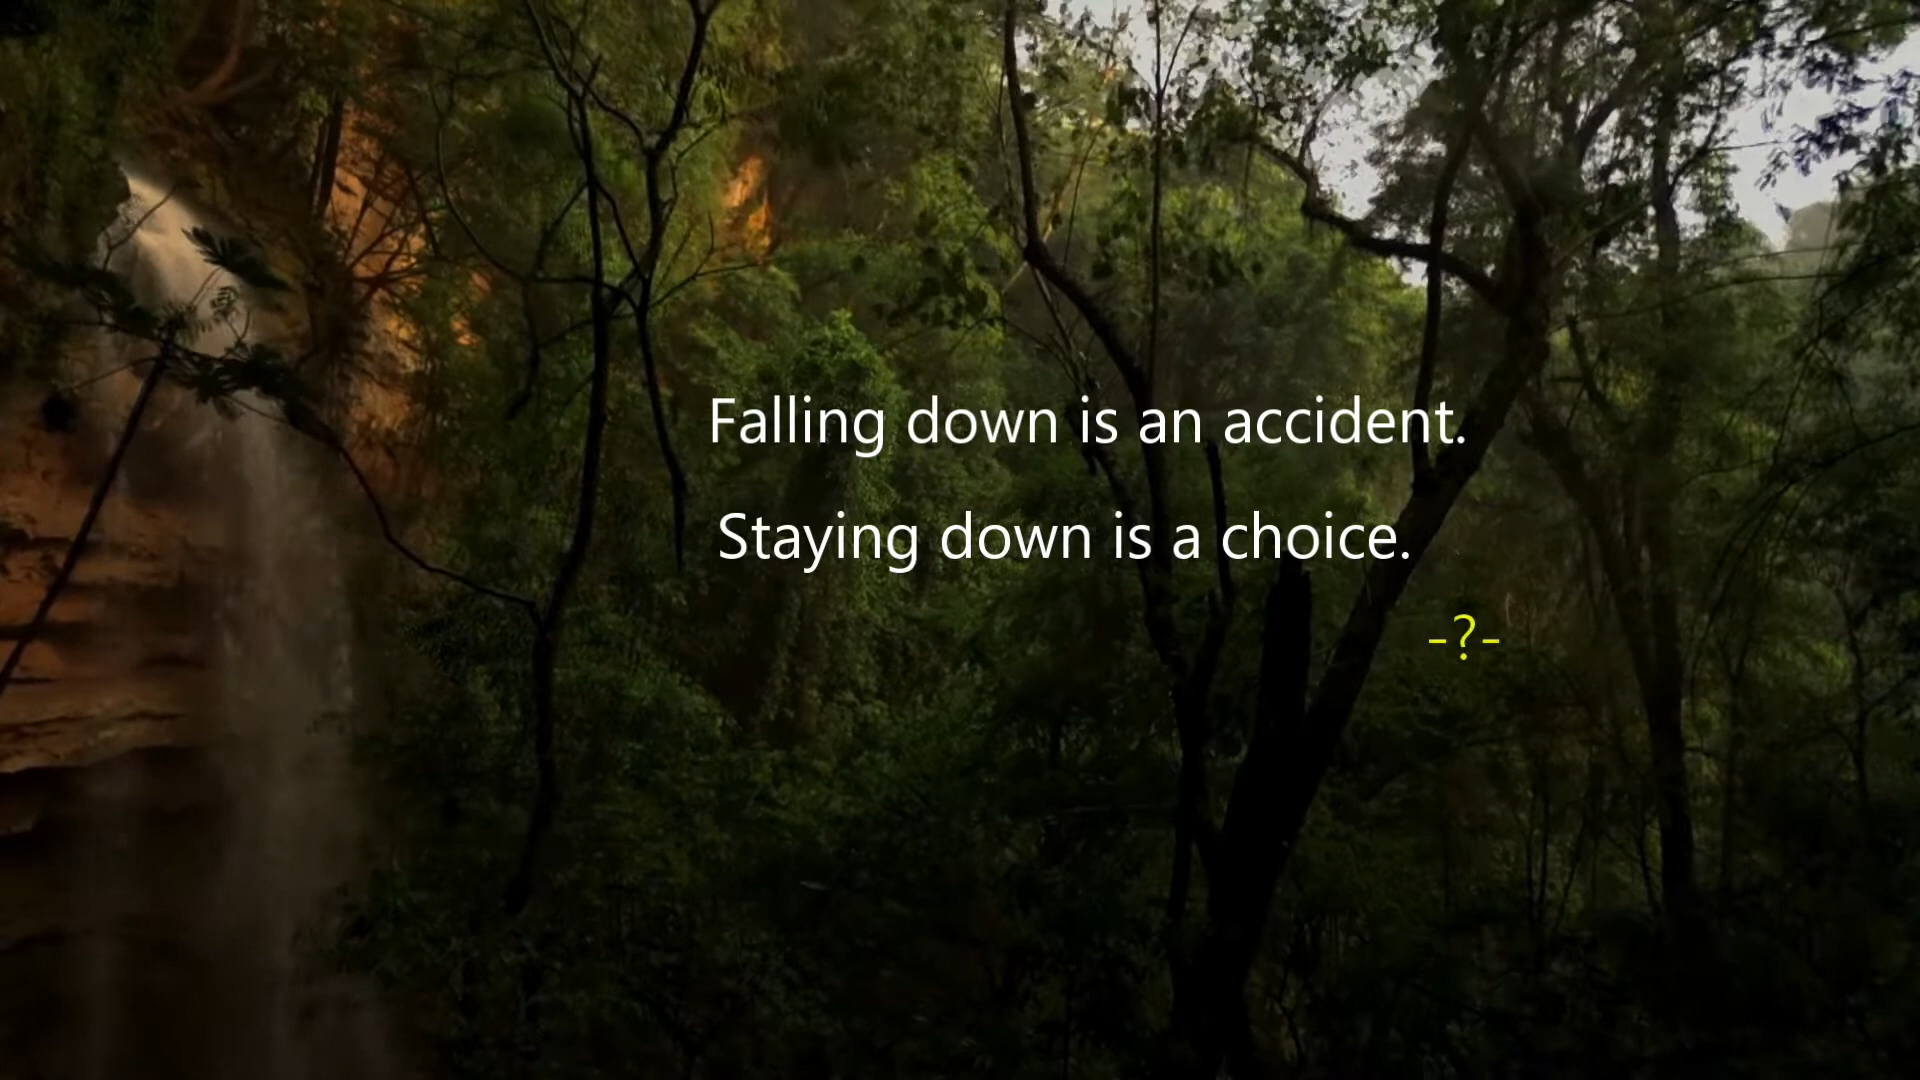 Falling down is an accident.
Staying down is a choice.
-?-